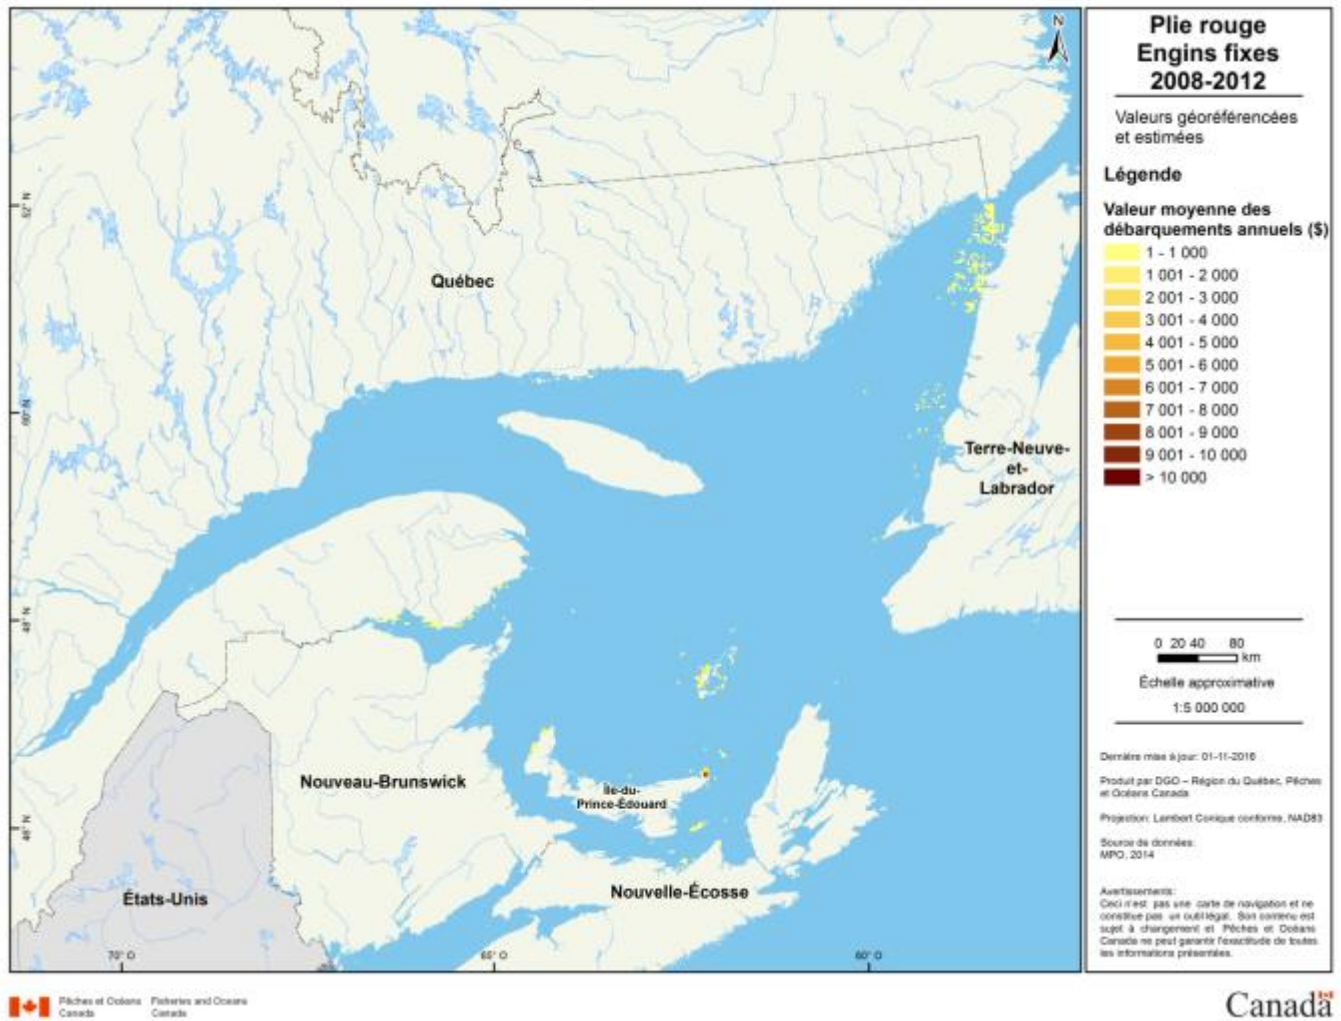 N
Québec
Terre-Neuve-
et-
Labrador
Nouveau-Brunswick
Île-du-
Prince-Édouard
Nouvelle-Écosse
États-Unis
52° N
50° N
48° N
46° N
70° O
65° O
60° O
Plie rouge
Engins fixes
2008-2012
Valeurs géoréférencées
et estimées
Légende
Valeur moyenne des
débarquements annuels ($)
1 - 1 000
1 001 - 2 000
2 001 - 3 000
3 001 - 4 000
4 001 - 5 000
5 001 - 6 000
6 001 - 7 000
7 001 - 8 000
8 001 - 9 000
9 001 - 10 000
> 10 000
0 20 40 80
km
Échelle approximative
1:5 000 000
Dernière mise à jour: 01-11-2016
Produit par DGO – Région du Québec, Pêches
et Océans Canada
Projection: Lambert Conique conforme, NAD83
Source de données:
MPO, 2014
Avertissements:
Ceci n'est pas une carte de navigation et ne
constitue pas un outil légal. Son contenu est
sujet à changement et Pêches et Océans
Canada ne peut garantir l'exactitude de toutes
les informations présentées.
Pêches et Océans Fisheries and Oceans
Canada Canada
Canada